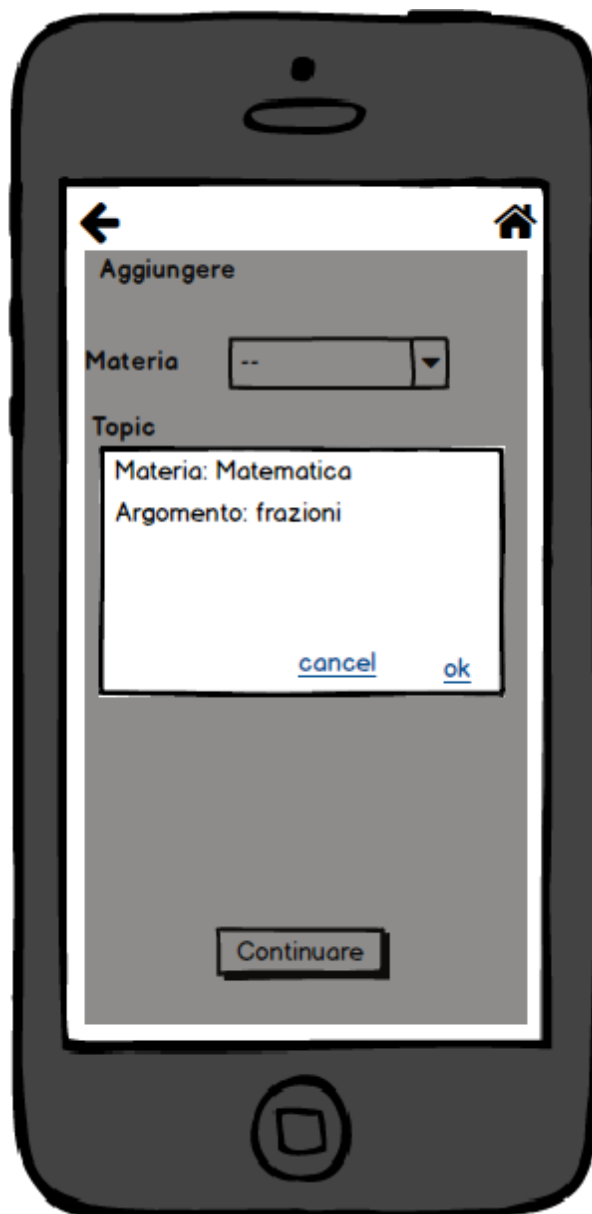 Aggiungere
Materia --
Topic
Materia: Matematica
Argomento: frazioni
cancel ok
Continuare